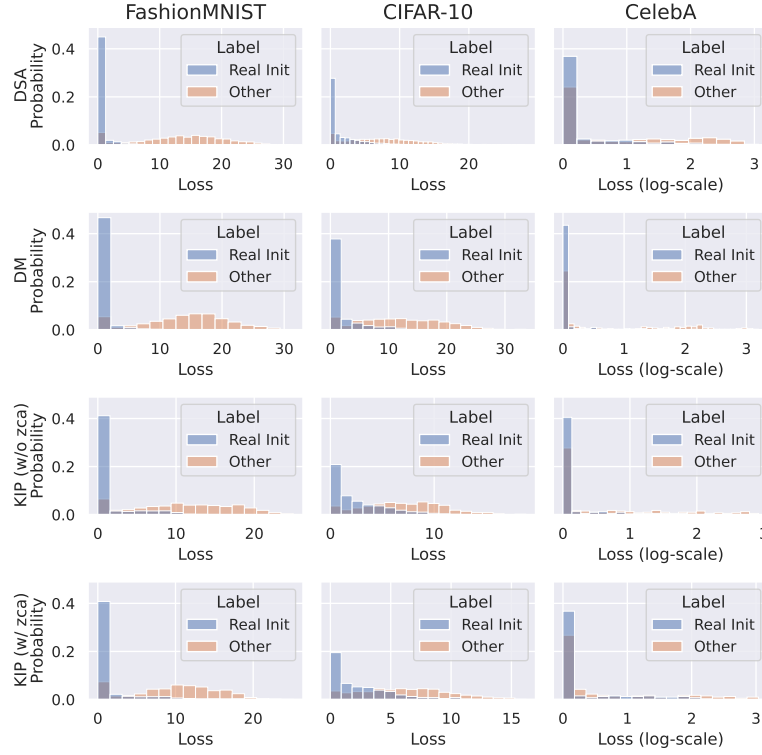 FashionMNIST CIFAR-10 CelebA
DSA
Probability
0.4
0.2
0.0
Label
Real Init
Other
0 10 20 30
Loss
Label
Real Init
Other
0 10 20
Loss
Label
Real Init
Other
0 1 2 3
Loss (log-scale)
DM
Probability
0.4
0.2
0.0
Label
Real Init
Other
0 10 20 30
Loss
Label
Real Init
Other
0 10 20 30
Loss
Label
Real Init
Other
0 1 2 3
Loss (log-scale)
KIP (w/o zca)
Probability
0.4
0.2
0.0
Label
Real Init
Other
0 10 20
Loss
Label
Real Init
Other
0 10
Loss
Label
Real Init
Other
0 1 2
Loss (log-scale)
KIP (w/ zca)
Probability
0.4
0.2
0.0
Label
Real Init
Other
0 10 20
Loss
Label
Real Init
Other
0 5 10 15
Loss
Label
Real Init
Other
0 1 2 3
Loss (log-scale)